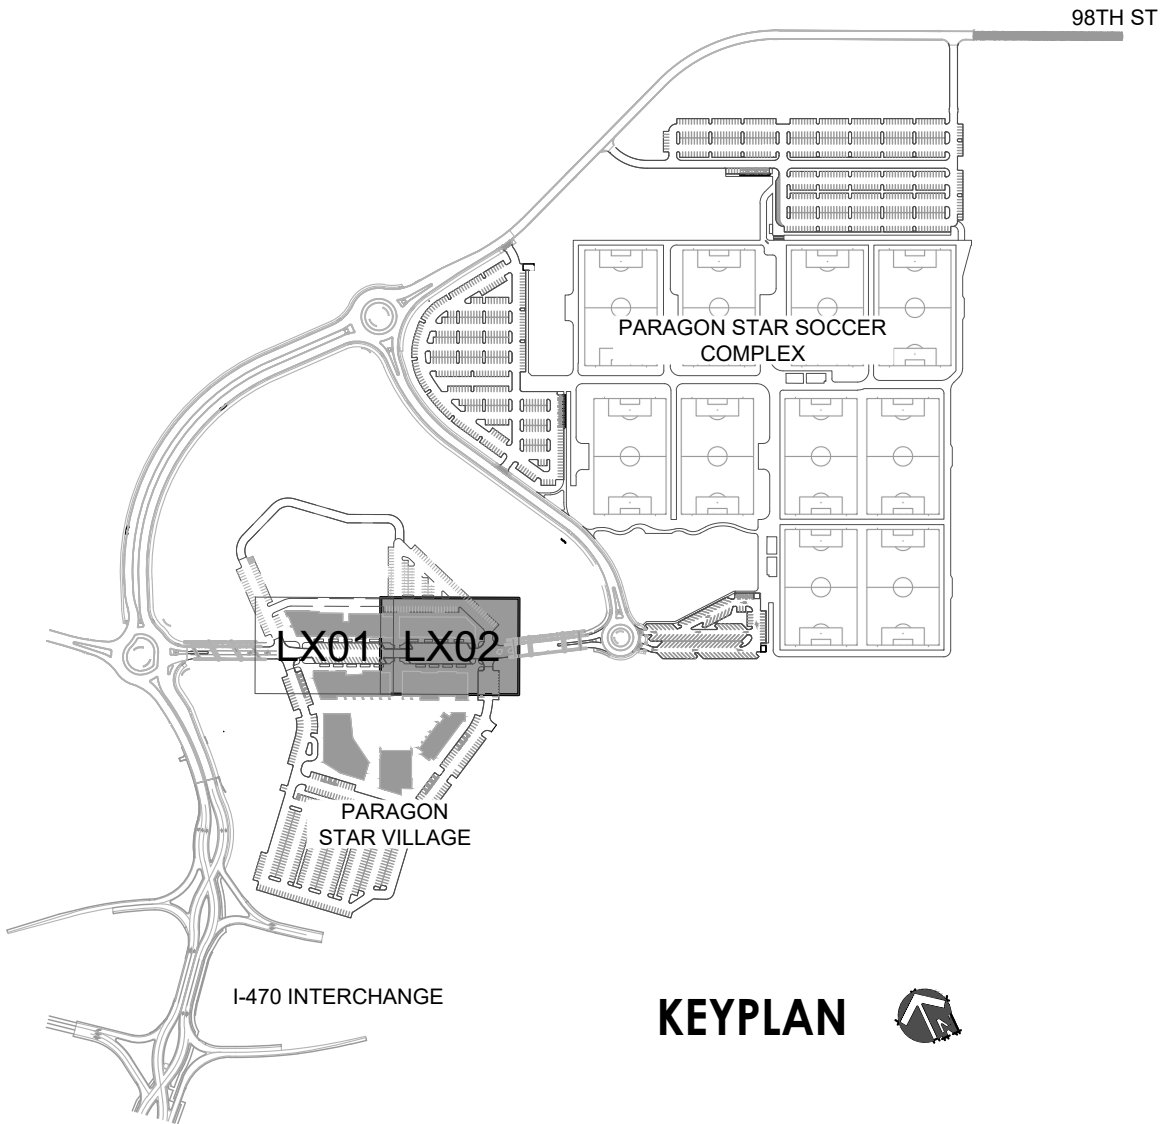 98TH ST
PARAGON STAR SOCCER
COMPLEX
LX01 LX02
PARAGON
STAR VILLAGE
I-470 INTERCHANGE
KEYPLAN
N